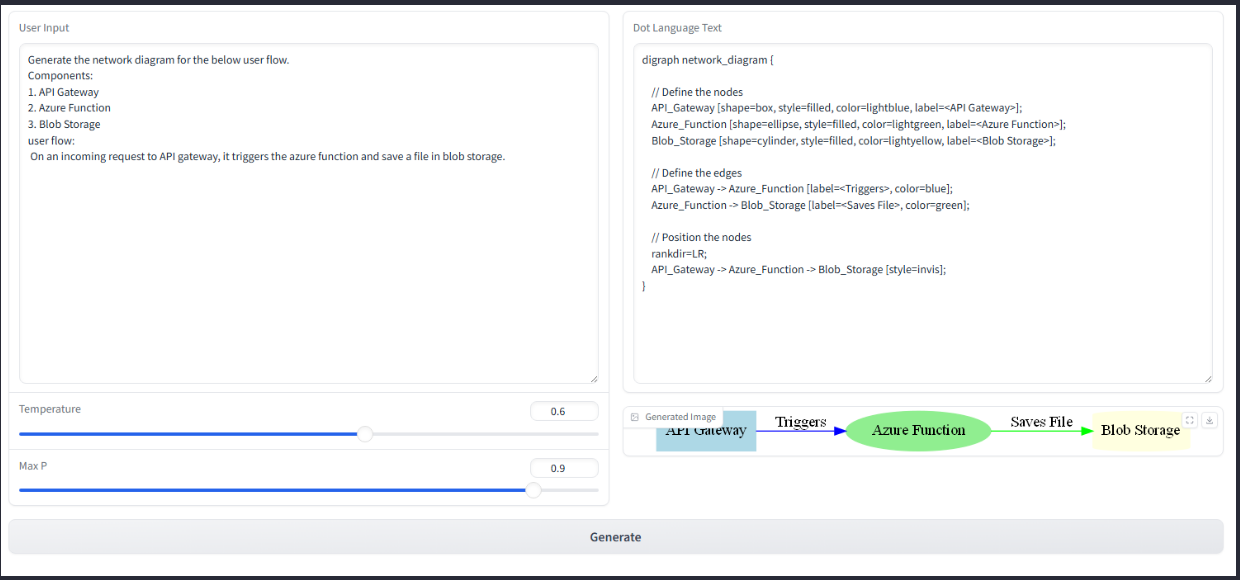 User Input
Generate the network diagram for the below user flow.
Components:
1. API Gateway
2. Azure Function
3. Blob Storage
user flow:
On an incoming request to API gateway, it triggers the azure function and save a file in blob storage.
Temperature
0.6
Max P
0.9
Dot Language Text
digraph network_diagram {
// Define the nodes
API_Gateway [shape=box, style=filled, color=lightblue, label=<API Gateway>];
Azure_Function [shape=ellipse, style=filled, color=lightgreen, label=<Azure Function>];
Blob_Storage [shape=cylinder, style=filled, color=lightyellow, label=<Blob Storage>];
// Define the edges
API_Gateway -> Azure_Function [label=<Triggers>, color=blue];
Azure_Function -> Blob_Storage [label=<Saves File>, color=green];
// Position the nodes
rankdir=LR;
API_Gateway -> Azure_Function -> Blob_Storage [style=invis];
}
Generated Image
API Gateway
Triggers
Azure Function
Saves File
Blob Storage
Generate